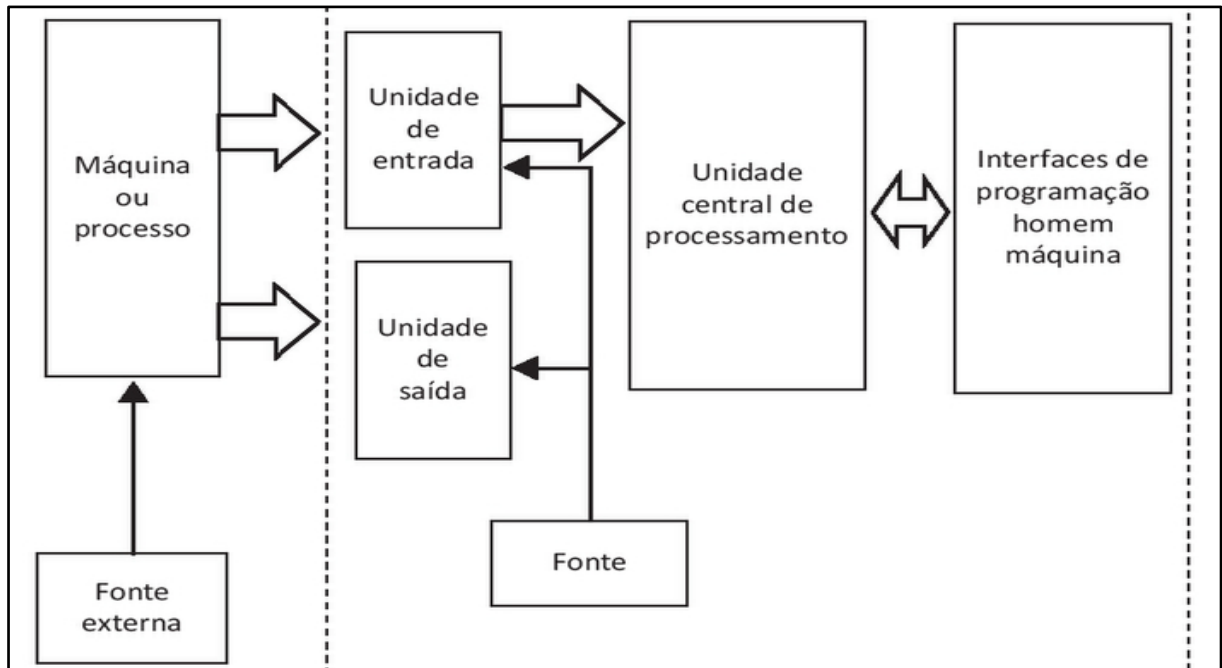 Máquina
ou
processo
Unidade
de
entrada
Unidade
central de
processamento
Interfaces de
programação
homem
máquina
Unidade
de
saída
Fonte
externa
Fonte